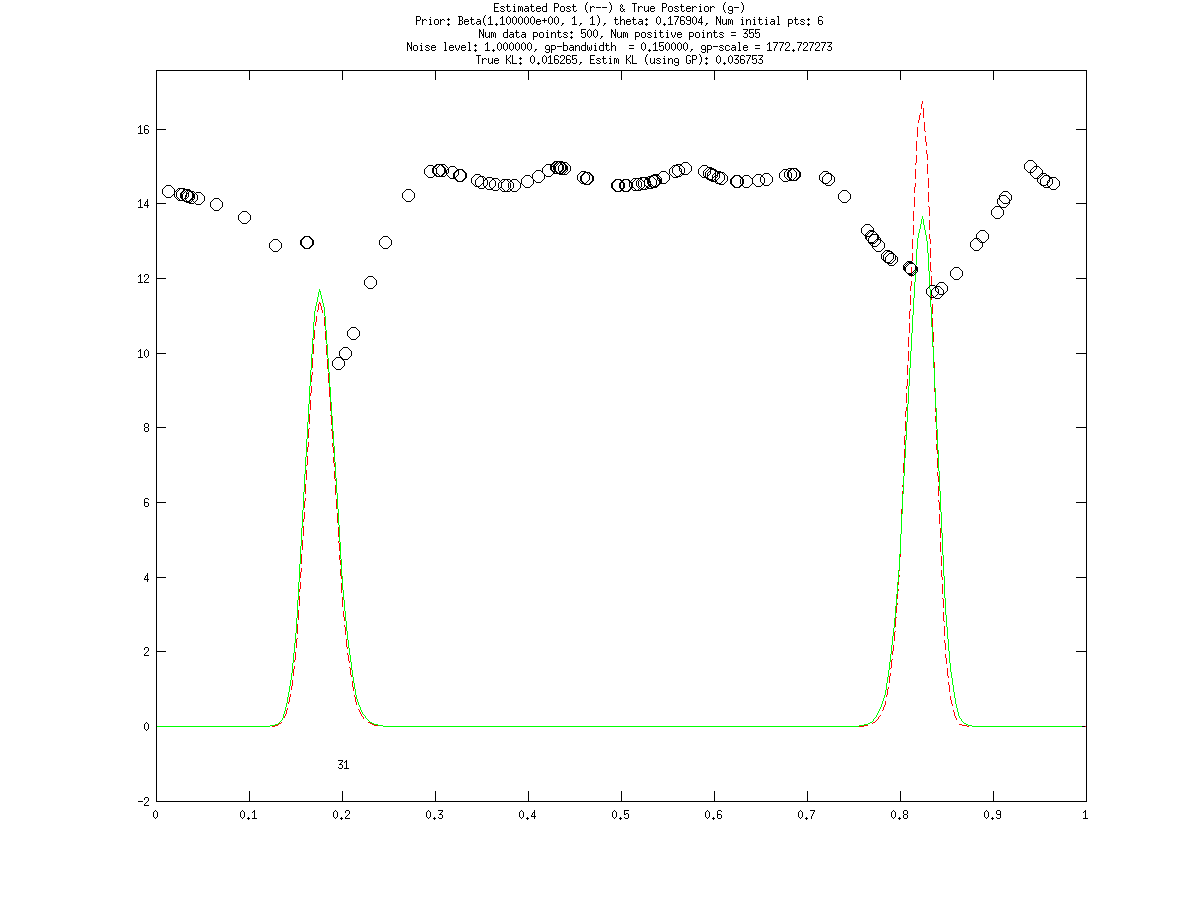 Estimated Post (r--) & True Posterior (g-)
Prior: Beta(1.100000e+00, 1, 1), theta: 0.176904, Num initial pts: 6
Num data points: 500, Num positive points = 355
Noise level: 1.000000, gp-bandwidth  = 0.150000, gp-scale = 1772.727273
True KL: 0.016265, Estim KL (using GP): 0.036753
16
14
12
10
8
6
4
2
0
31
-2
0 0.1 0.2 0.3 0.4 0.5 0.6 0.7 0.8 0.9 1